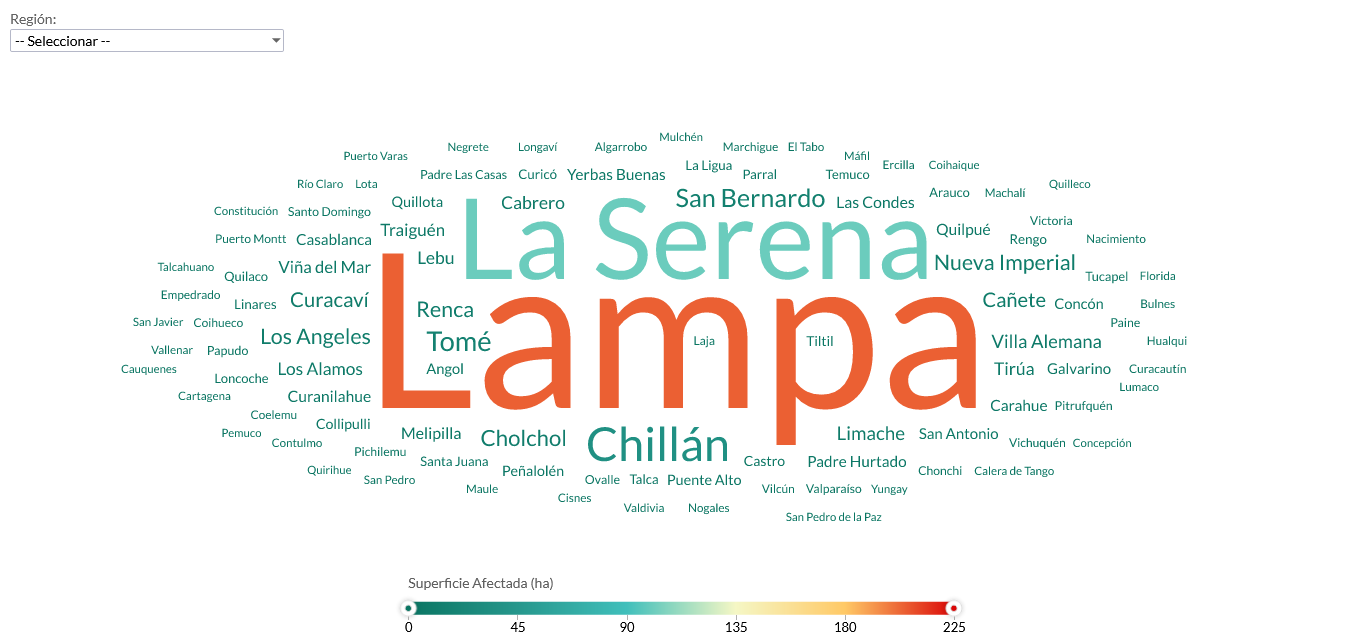 Región:
-- Seleccionar --
Mulchén
Negrete Longaví Algarrobo Marchigue El Tabo
Puerto Varas Máfil
La Ligua Ercilla Coihaique
Padre Las Casas Curicó Yerbas Buenas Parral Temuco
Río Claro Lota Quilleco
San Bernardo Arauco Machalí
Quillota Cabrero Las Condes
Constitución Santo Domingo
Victoria
Traiguén Quilpué
Puerto Montt Casablanca Rengo Nacimiento
La Serena
Lebu
Talcahuano Viña del Mar Nueva Imperial
Quilaco Tucapel Florida
Empedrado Curacaví Cañete
Linares Concón Bulnes
Renca
San Javier Coihueco Paine
Los Angeles Tomé Laja Tiltil Villa Alemana Hualqui
Lampa
Vallenar Papudo
Cauquenes Los Alamos Angol Tirúa Galvarino Curacautín
Loncoche Lumaco
Cartagena Curanilahue
Carahue Pitrufquén
Coelemu
Collipulli
Pemuco Melipilla Cholchol Chillán Limache San Antonio
Contulmo Vichuquén Concepción
Pichilemu
Santa Juana Castro Padre Hurtado
Quirihue Peñalolén Chonchi Calera de Tango
San Pedro Ovalle Talca Puente Alto
Maule Vilcún Valparaíso Yungay
Cisnes
Valdivia Nogales
San Pedro de la Paz
Superficie Afectada (ha)
0 45 90 135 180 225